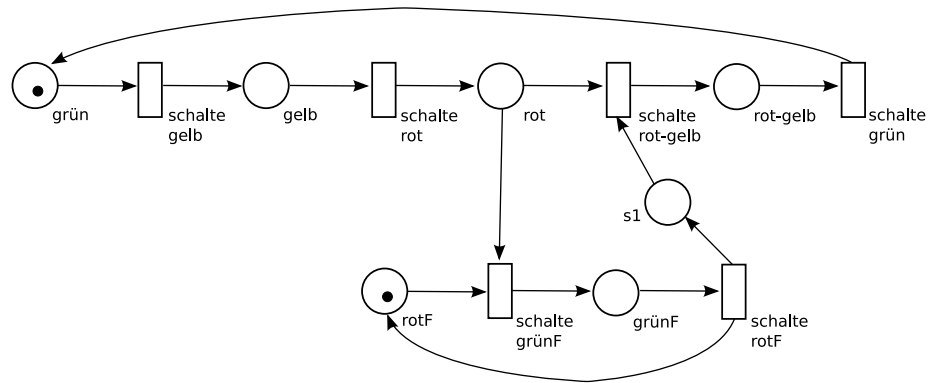 grün
schalte
gelb
gelb
schalte
rot
rot
schalte
rot-gelb
rot-gelb
schalte
grün
s1
rotF
schalte
grünF
grünF
schalte
rotF